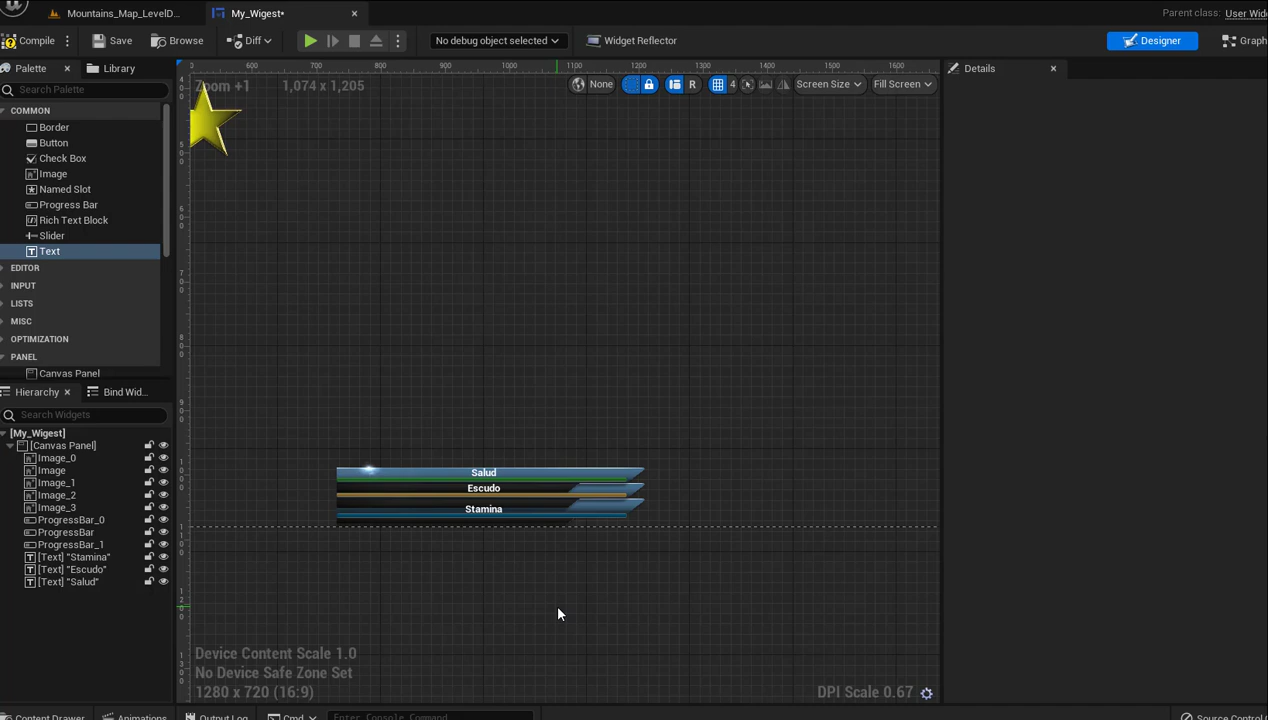 Mountains_Map_LevelD...
My_Wigest•
Parent class:
User Wid
Compile
Save
Browse
Diff
No debug object selected
Widget Reflector
Designer
Graph
Palette
Library
Search Palette
COMMON
Border
Button
Check Box
Image
Named Slot
Progress Bar
Rich Text Block
Slider
Text
EDITOR
INPUT
LISTS
MISC
OPTIMIZATION
PANEL
Canvas Panel
Hierarchy
Bind Wid...
Search Widgets
[My_Wigest]
[Canvas Panel]
Image_0
Image
Image_1
Image_2
Image_3
ProgressBar_0
ProgressBar
ProgressBar_1
[Text] "Stamina"
[Text] "Escudo"
[Text] "Salud"
0 600 700 800 900 1000 1100 1200 1300 1400 1500 1600
Zoom +1
1,074 x 1,205
None
R
4
Screen Size
Fill Screen
Salud
Escudo
Stamina
Device Content Scale 1.0
No Device Safe Zone Set
1280 x 720 (16:9)
DPI Scale 0.67
Details
Content Drawer
Animations
Output Log
Cmd
Enter Console Command
Source Control